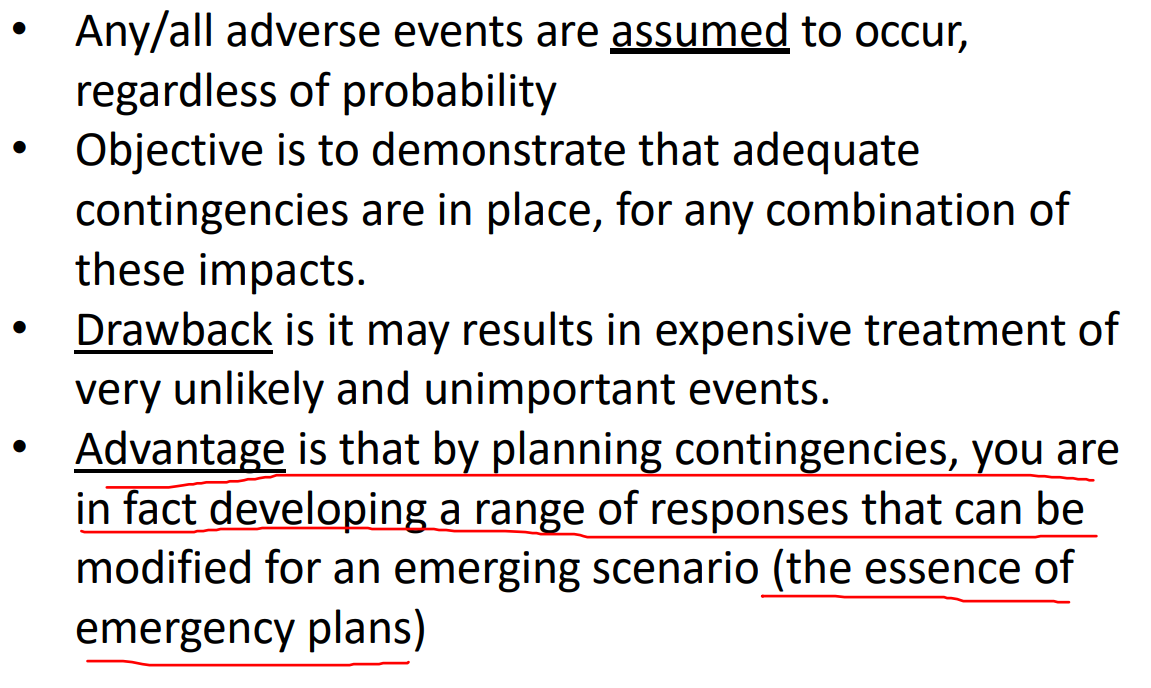 • Any/all adverse events are assumed to occur,
regardless of probability
• Objective is to demonstrate that adequate
contingencies are in place, for any combination of
these impacts.
• Drawback is it may results in expensive treatment of
very unlikely and unimportant events.
• Advantage is that by planning contingencies, you are
in fact developing a range of responses that can be
modified for an emerging scenario (the essence of
emergency plans)